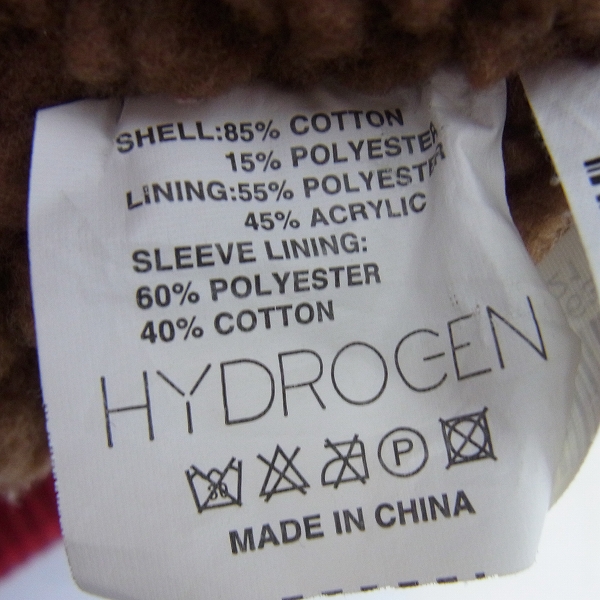 SHELL:85% COTTON
15% POLYESTER
LINING:55% POLYESTER
45% ACRYLIC
SLEEVE LINING:
60% POLYESTER
40% COTTON
HYDROGEN
30
P
MADE IN CHINA